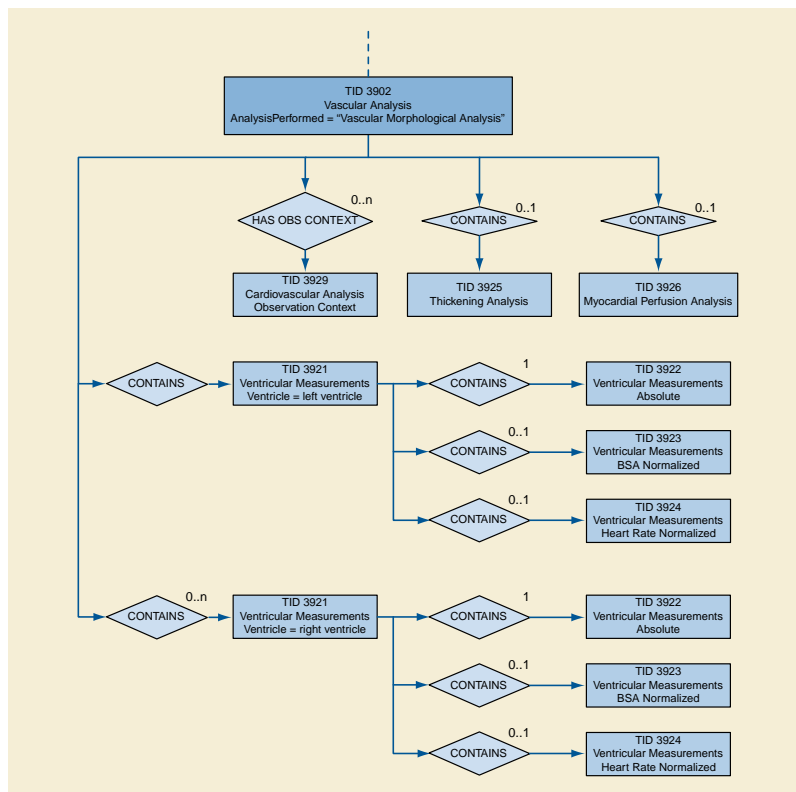 TID 3902
Vascular Analysis
AnalysisPerformed = “Vascular Morphological Analysis”
0..n
HAS OBS CONTEXT
0..1
CONTAINS
0..1
CONTAINS
TID 3929
Cardiovascular Analysis
Observation Context
TID 3925
Thickening Analysis
TID 3926
Myocardial Perfusion Analysis
CONTAINS
TID 3921
Ventricular Measurements
Ventricle = left ventricle
1
CONTAINS
TID 3922
Ventricular Measurements
Absolute
0..1
CONTAINS
TID 3923
Ventricular Measurements
BSA Normalized
0..1
CONTAINS
TID 3924
Ventricular Measurements
Heart Rate Normalized
0..n
CONTAINS
TID 3921
Ventricular Measurements
Ventricle = right ventricle
1
CONTAINS
TID 3922
Ventricular Measurements
Absolute
0..1
CONTAINS
TID 3923
Ventricular Measurements
BSA Normalized
0..1
CONTAINS
TID 3924
Ventricular Measurements
Heart Rate Normalized